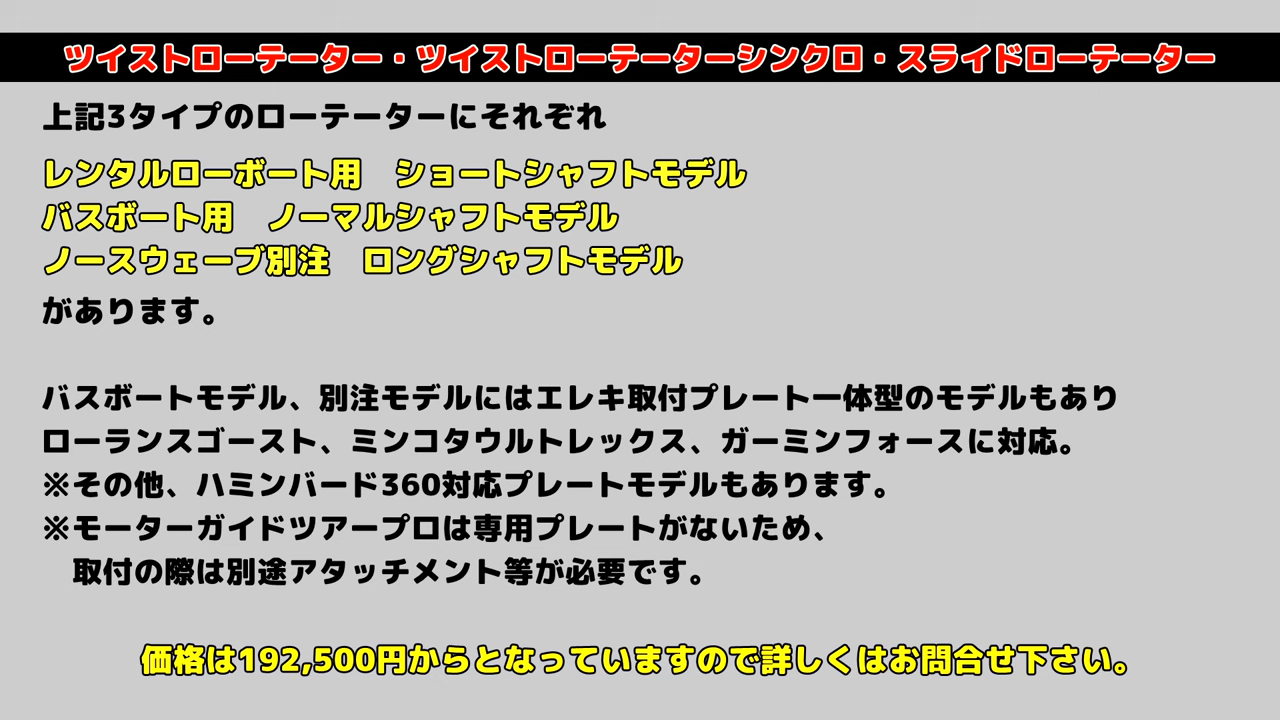 ツイストローテーター・ツイストローテーターシンクロ・スライドローテーター
上記3タイプのローテーターにそれぞれ
レンタルローボート用　ショートシャフトモデル
バスボート用　ノーマルシャフトモデル
ノースウェーブ別注　ロングシャフトモデル
があります。
バスボートモデル、別注モデルにはエレキ取付プレート一体型のモデルもあり
ローランスゴースト、ミンコタウルトレックス、ガーミンフォースに対応。
※その他、ハミンバード360対応プレートモデルもあります。
※モーターガイドツアープロは専用プレートがないため、
　取付の際は別途アタッチメント等が必要です。
価格は192,500円からとなっていますので詳しくはお問合せ下さい。